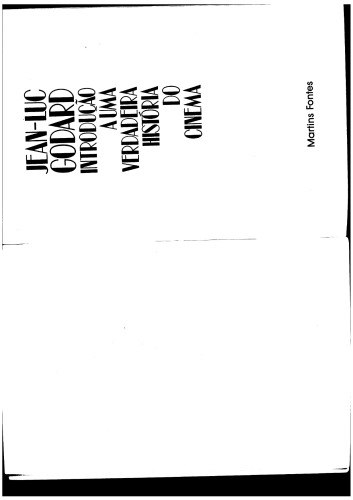 JEAN-LUC
GODARD
INTRODUÇÃO
A UMA
VERDADEIRA
HISTÓRIA
DO
CINEMA
Martins Fontes